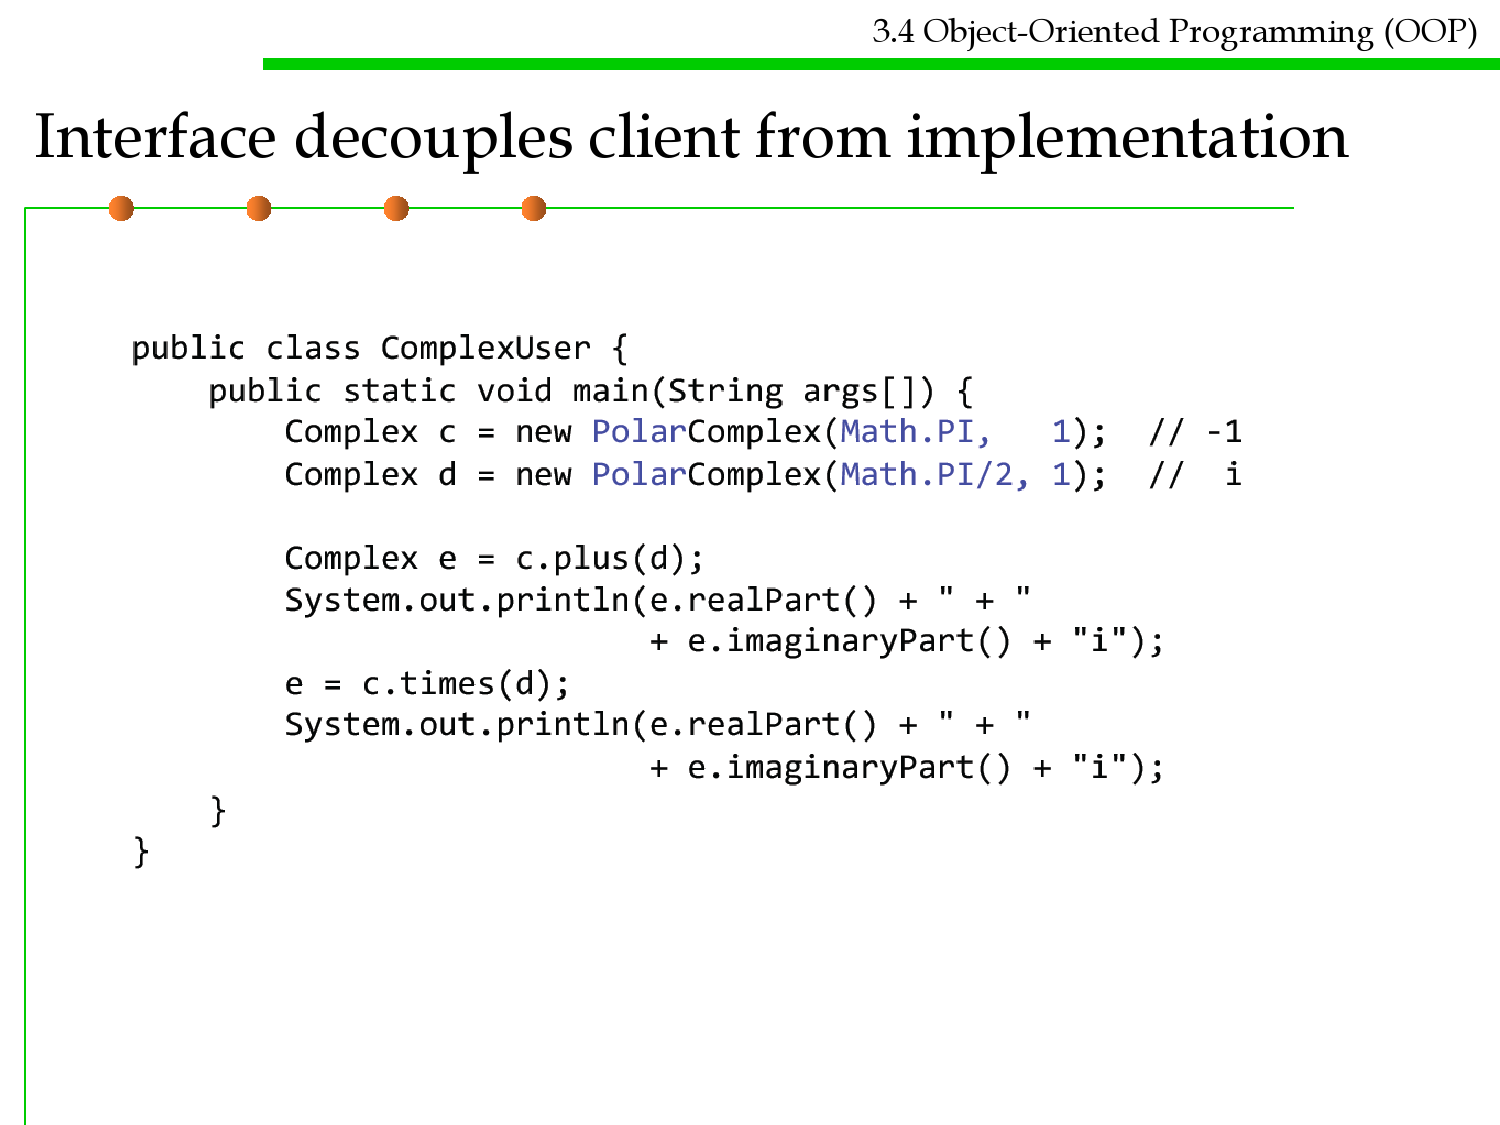 3.4 Object-Oriented Programming (OOP)
Interface decouples client from implementation
public class ComplexUser {
    public static void main(String args[]) {
        Complex c = new PolarComplex(Math.PI,   1);  // -1
        Complex d = new PolarComplex(Math.PI/2, 1);  //  i
        Complex e = c.plus(d);
        System.out.println(e.realPart() + " + "
                           + e.imaginaryPart() + "i");
        e = c.times(d);
        System.out.println(e.realPart() + " + "
                           + e.imaginaryPart() + "i");
    }
}